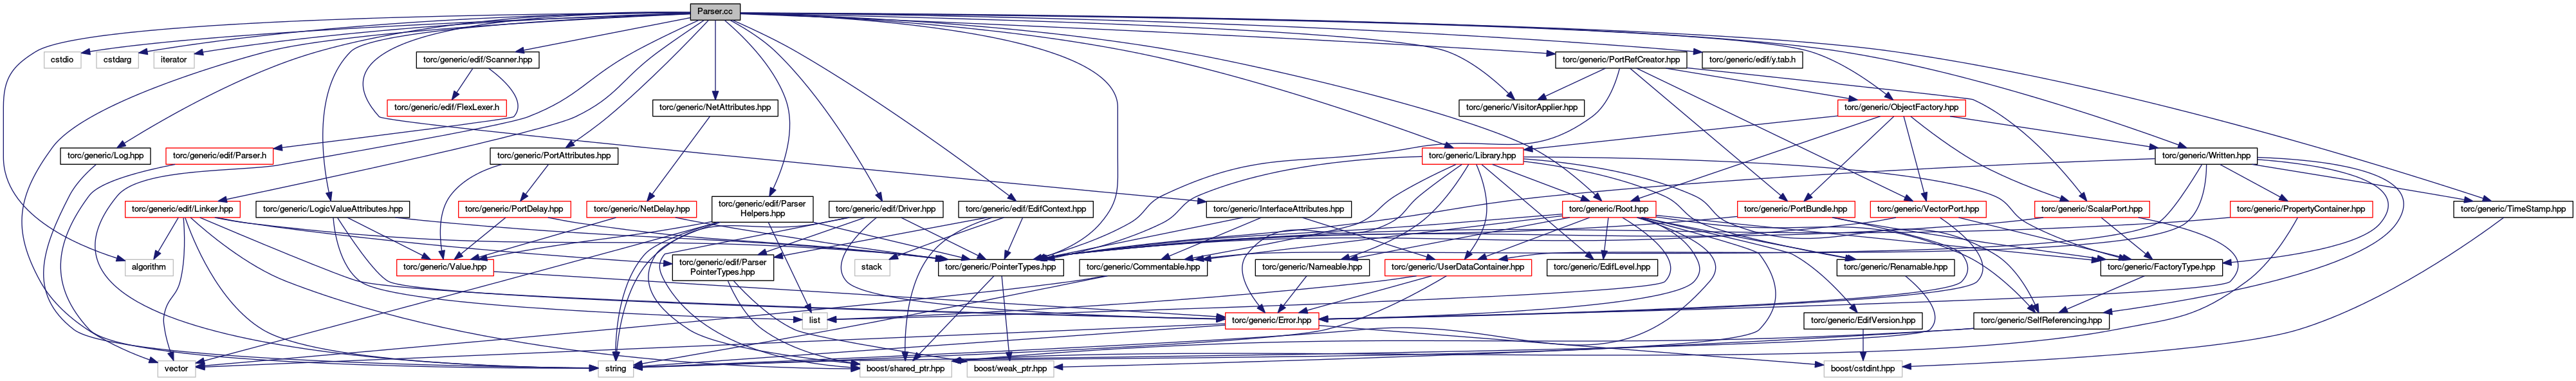 Parser.cc
cstdio
cstdarg
iterator
torc/generic/edif/Scanner.hpp
torc/generic/PortRefCreator.hpp
torc/generic/edif/y.tab.h
torc/generic/edif/FlexLexer.h
torc/generic/NetAttributes.hpp
torc/generic/VisitorApplier.hpp
torc/generic/ObjectFactory.hpp
torc/generic/Log.hpp
torc/generic/edif/Parser.h
torc/generic/PortAttributes.hpp
torc/generic/Library.hpp
torc/generic/Written.hpp
torc/generic/edif/Linker.hpp
torc/generic/LogicValueAttributes.hpp
torc/generic/PortDelay.hpp
torc/generic/NetDelay.hpp
torc/generic/edif/Parser
Helpers.hpp
torc/generic/edif/Driver.hpp
torc/generic/edif/EdifContext.hpp
torc/generic/InterfaceAttributes.hpp
torc/generic/Root.hpp
torc/generic/PortBundle.hpp
torc/generic/VectorPort.hpp
torc/generic/ScalarPort.hpp
torc/generic/PropertyContainer.hpp
torc/generic/TimeStamp.hpp
algorithm
torc/generic/Value.hpp
torc/generic/edif/Parser
PointerTypes.hpp
stack
torc/generic/PointerTypes.hpp
torc/generic/Commentable.hpp
torc/generic/Nameable.hpp
torc/generic/UserDataContainer.hpp
torc/generic/EdifLevel.hpp
torc/generic/Renamable.hpp
torc/generic/FactoryType.hpp
list
torc/generic/Error.hpp
torc/generic/EdifVersion.hpp
torc/generic/SelfReferencing.hpp
vector
string
boost/shared_ptr.hpp
boost/weak_ptr.hpp
boost/cstdint.hpp